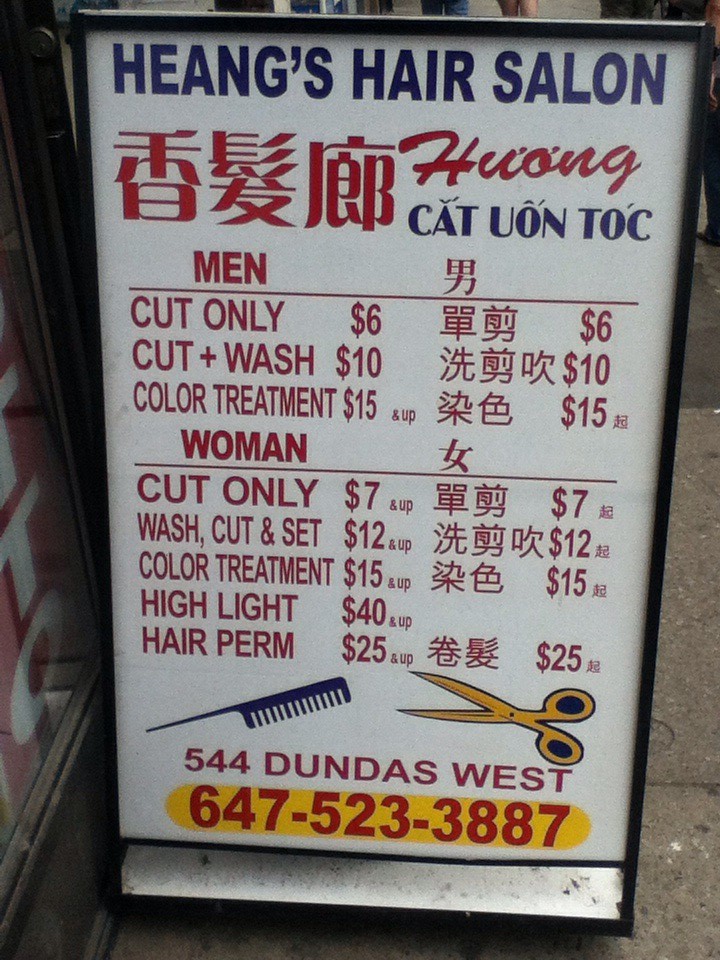 HEANG'S HAIR SALON
香髮廊 Hương
CẮT UỐN TÓC
MEN 男
CUT ONLY $6 單剪 $6
CUT + WASH $10 洗剪吹 $10
COLOR TREATMENT $15 & up 染色 $15 起
WOMAN 女
CUT ONLY $7 & up 單剪 $7 起
WASH, CUT & SET $12 & up 洗剪吹 $12 起
COLOR TREATMENT $15 & up 染色 $15 起
HIGH LIGHT $40 & up
HAIR PERM $25 & up 卷髮 $25 起
544 DUNDAS WEST
647-523-3887